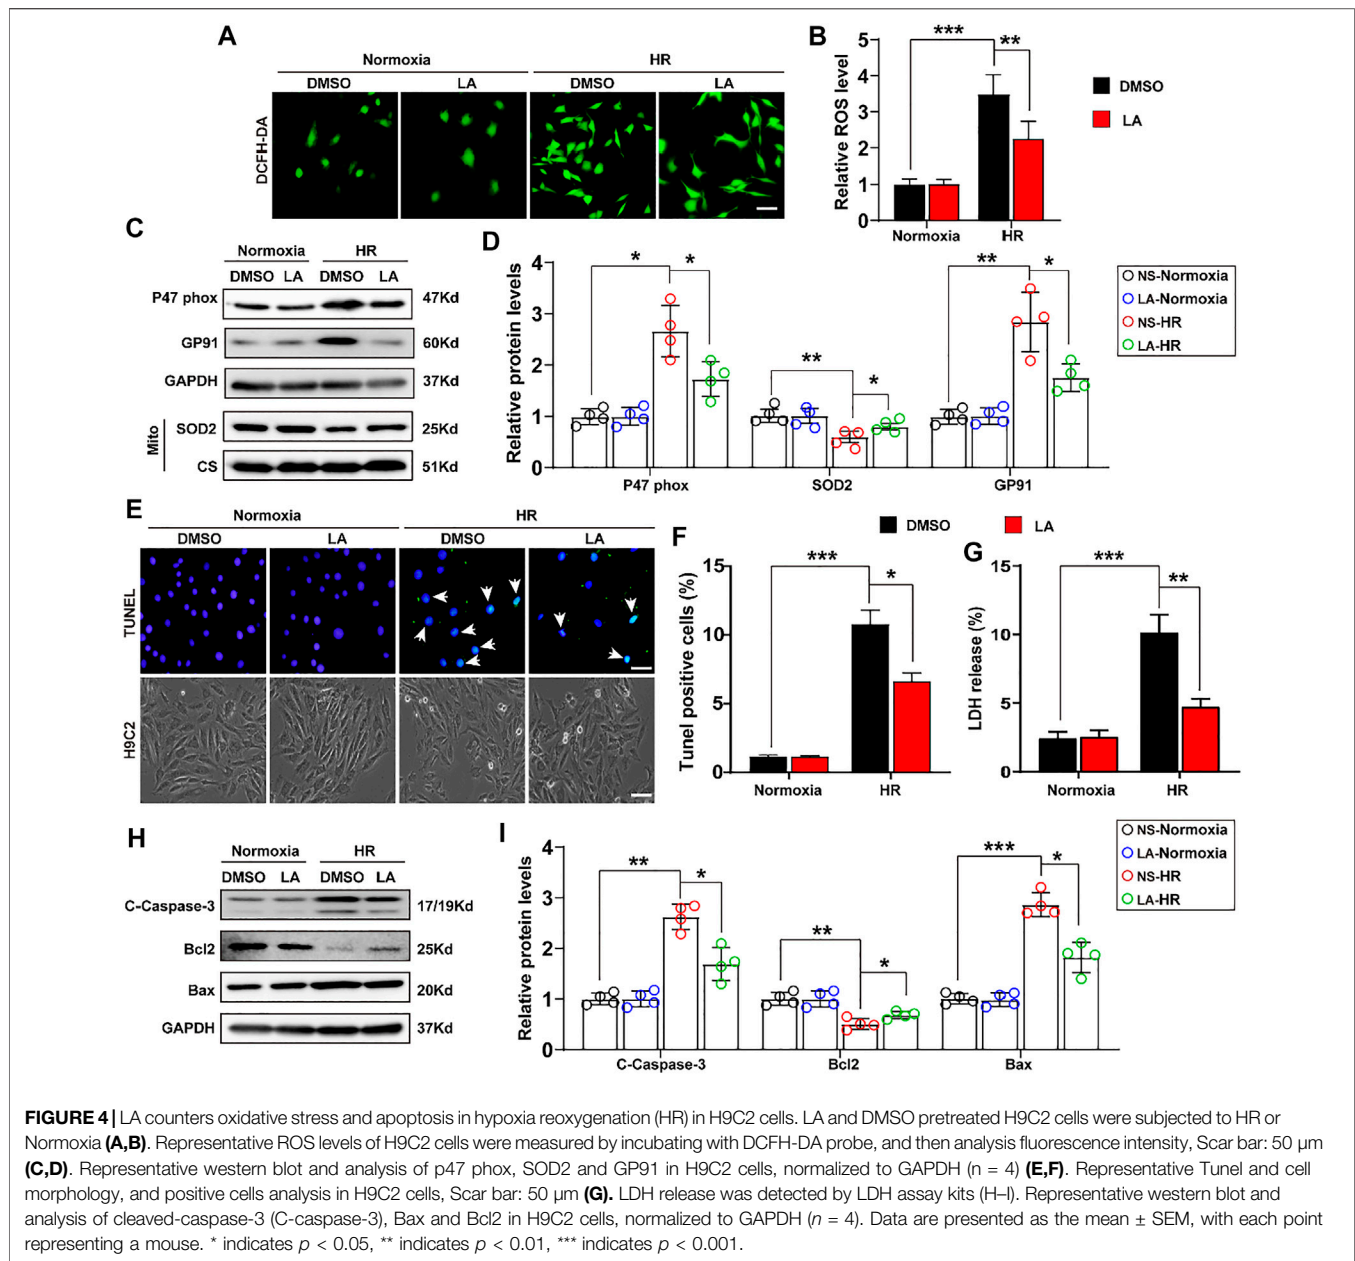 A
Normoxia HR
DMSO LA DMSO LA
DCFH-DA
B
Relative ROS level
5
4
3
2
1
0
*** **
Normoxia HR
DMSO
LA
C
Normoxia HR
DMSO LA DMSO LA
P47 phox 47Kd
GP91 60Kd
GAPDH 37Kd
Mito
SOD2 25Kd
CS 51Kd
D
Relative protein levels
4
3
2
1
0
* * ** * ** *
P47 phox SOD2 GP91
NS-Normoxia
LA-Normoxia
NS-HR
LA-HR
E
Normoxia HR
DMSO LA DMSO LA
TUNEL
H9C2
DMSO LA
F
Tunel positive cells (%)
15
10
5
0
*** *
Normoxia HR
G
LDH release (%)
15
10
5
0
*** **
Normoxia HR
H
Normoxia HR
DMSO LA DMSO LA
C-Caspase-3 17/19Kd
Bcl2 25Kd
Bax 20Kd
GAPDH 37Kd
I
Relative protein levels
4
3
2
1
0
** * ** * *** *
C-Caspase-3 Bcl2 Bax
NS-Normoxia
LA-Normoxia
NS-HR
LA-HR
FIGURE 4 | LA counters oxidative stress and apoptosis in hypoxia reoxygenation (HR) in H9C2 cells. LA and DMSO pretreated H9C2 cells were subjected to HR or
Normoxia (A,B). Representative ROS levels of H9C2 cells were measured by incubating with DCFH-DA probe, and then analysis fluorescence intensity, Scar bar: 50 μm
(C,D). Representative western blot and analysis of p47 phox, SOD2 and GP91 in H9C2 cells, normalized to GAPDH (n = 4) (E,F). Representative Tunel and cell
morphology, and positive cells analysis in H9C2 cells, Scar bar: 50 μm (G). LDH release was detected by LDH assay kits (H–I). Representative western blot and
analysis of cleaved-caspase-3 (C-caspase-3), Bax and Bcl2 in H9C2 cells, normalized to GAPDH (n = 4). Data are presented as the mean ± SEM, with each point
representing a mouse. * indicates p < 0.05, ** indicates p < 0.01, *** indicates p < 0.001.